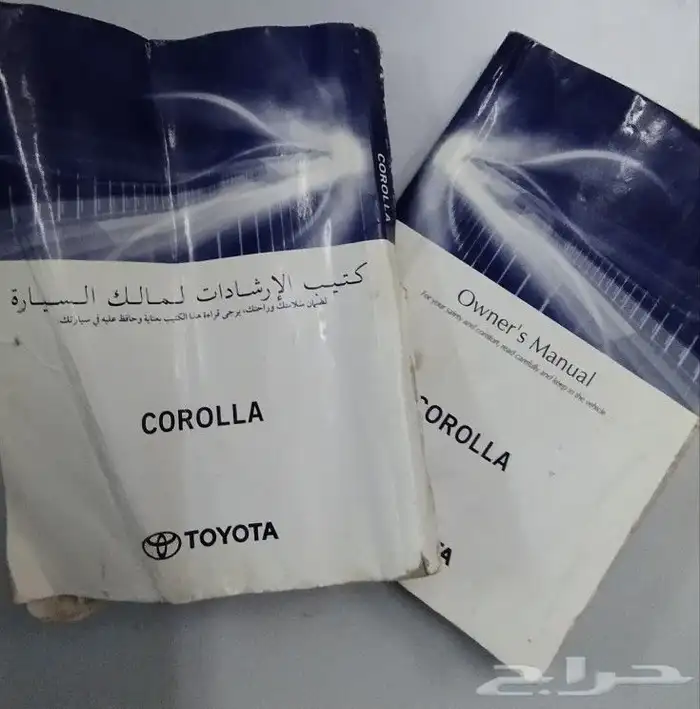 كتيب الإرشادات لمالك السيارة
لضمان سلامتك وراحتك، يرجى قراءة هذا الكتيب بعناية وحافظ عليه في سيارتك.
COROLLA
TOYOTA
COROLLA
Owner's Manual
For your safety and comfort, read carefully and keep in the vehicle.
COROLLA
TA
حراج